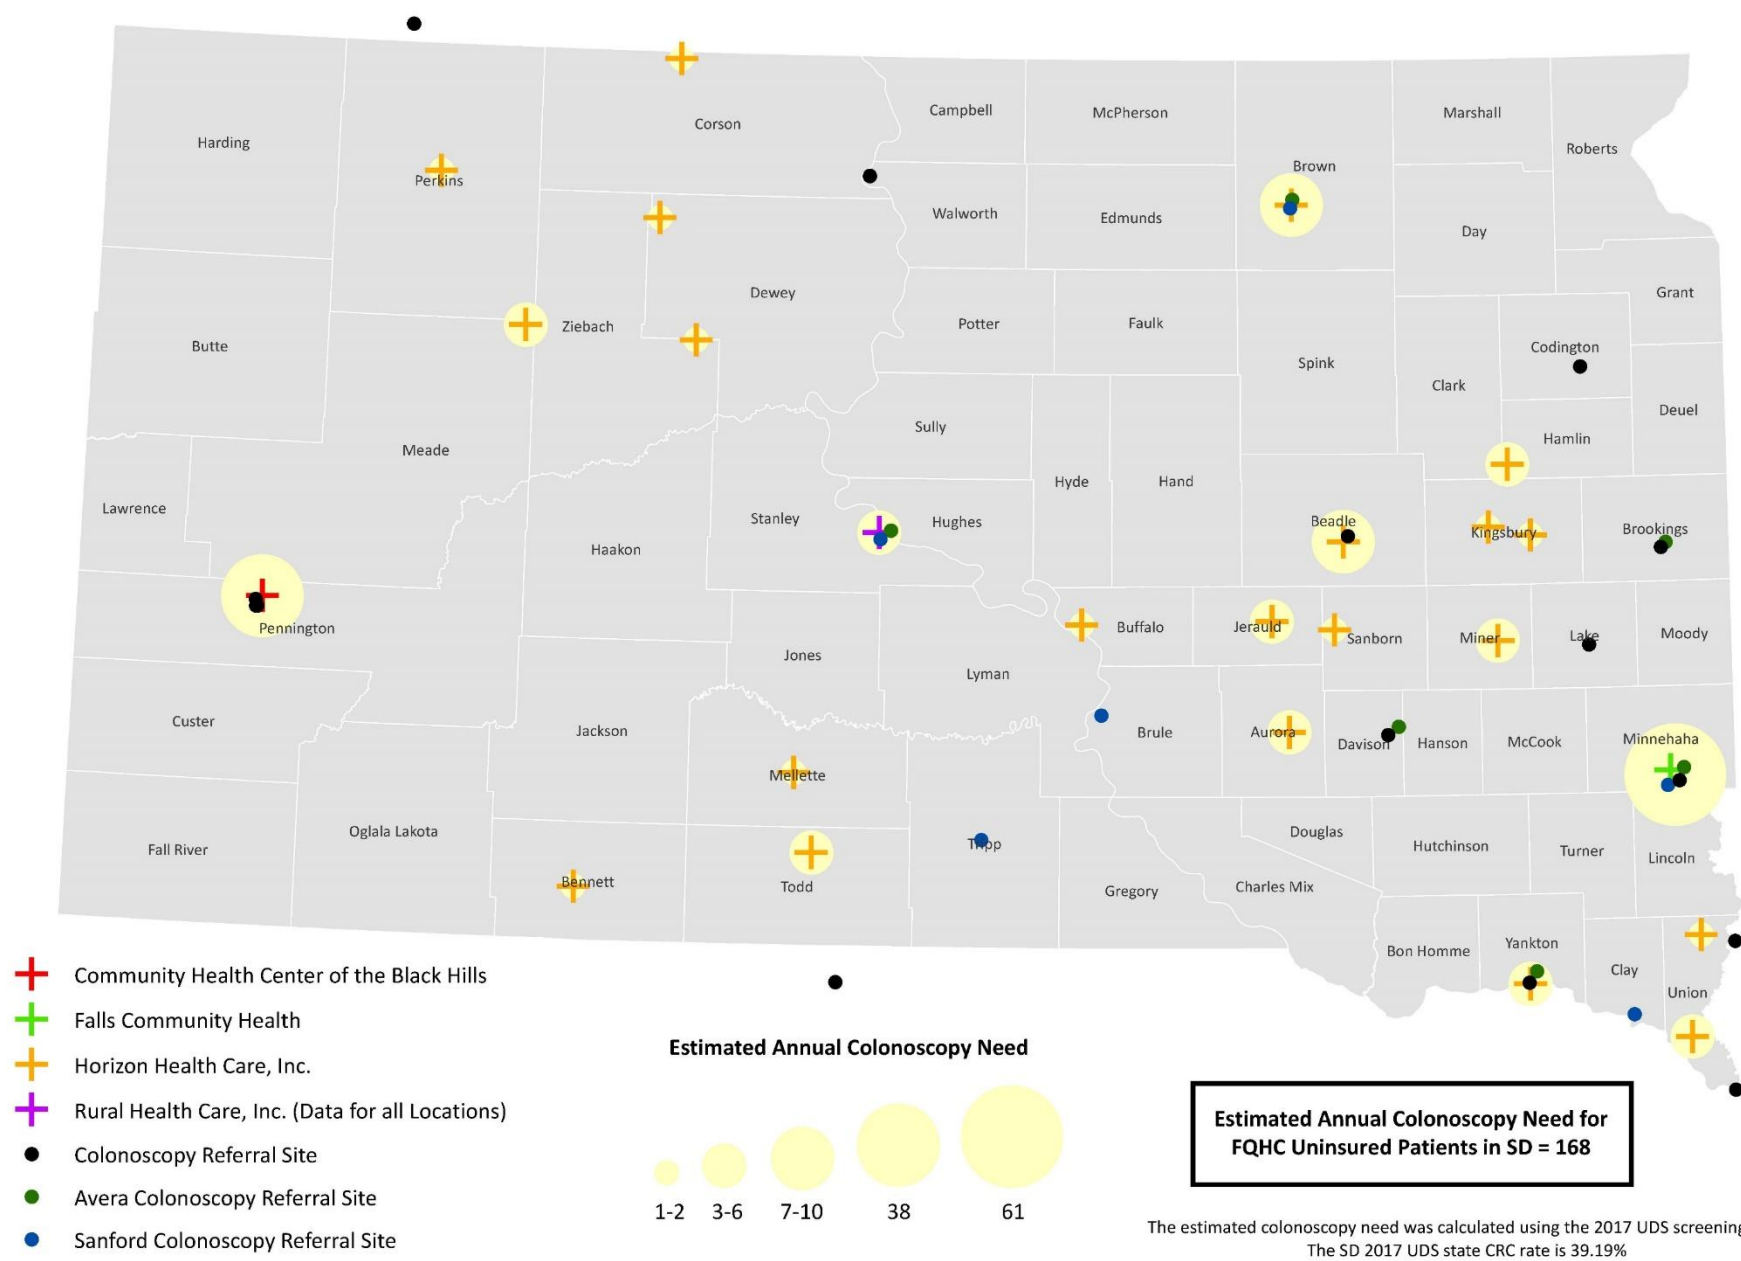 Harding
Perkins
Corson
Campbell
McPherson
Brown
Marshall
Roberts
Walworth
Edmunds
Day
Butte
Ziebach
Dewey
Potter
Faulk
Spink
Clark
Codington
Grant
Deuel
Hamlin
Meade
Sully
Lawrence
Haakon
Stanley
Hughes
Hyde
Hand
Beadle
Kingsbury
Brookings
Pennington
Jones
Lyman
Buffalo
Jerauld
Sanborn
Miner
Lake
Moody
Custer
Jackson
Mellette
Brule
Aurora
Davison
Hanson
McCook
Minnehaha
Fall River
Oglala Lakota
Bennett
Todd
Tripp
Gregory
Douglas
Charles Mix
Hutchinson
Turner
Lincoln
Bon Homme
Yankton
Clay
Union
Community Health Center of the Black Hills
Falls Community Health
Horizon Health Care, Inc.
Rural Health Care, Inc. (Data for all Locations)
Colonoscopy Referral Site
Avera Colonoscopy Referral Site
Sanford Colonoscopy Referral Site
Estimated Annual Colonoscopy Need
1-2 3-6 7-10 38 61
Estimated Annual Colonoscopy Need for
FQHC Uninsured Patients in SD = 168
The estimated colonoscopy need was calculated using the 2017 UDS screening
The SD 2017 UDS state CRC rate is 39.19%